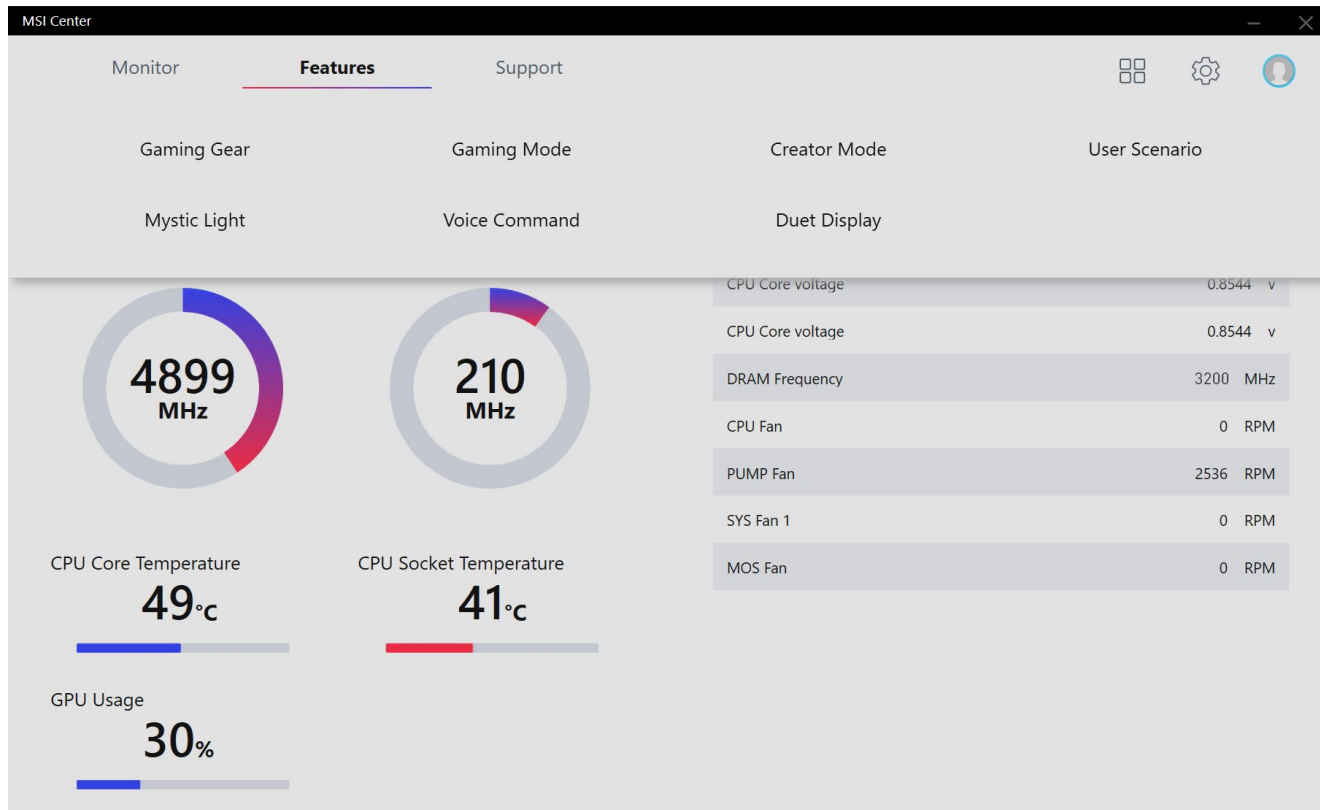 MSI Center
Monitor Features Support
Gaming Gear Gaming Mode Creator Mode User Scenario
Mystic Light Voice Command Duet Display
CPU Core voltage 0.8544 v
CPU Core voltage 0.8544 v
DRAM Frequency 3200 MHz
CPU Fan 0 RPM
PUMP Fan 2536 RPM
SYS Fan 1 0 RPM
MOS Fan 0 RPM
4899
MHz
210
MHz
CPU Core Temperature
49°C
CPU Socket Temperature
41°C
GPU Usage
30%